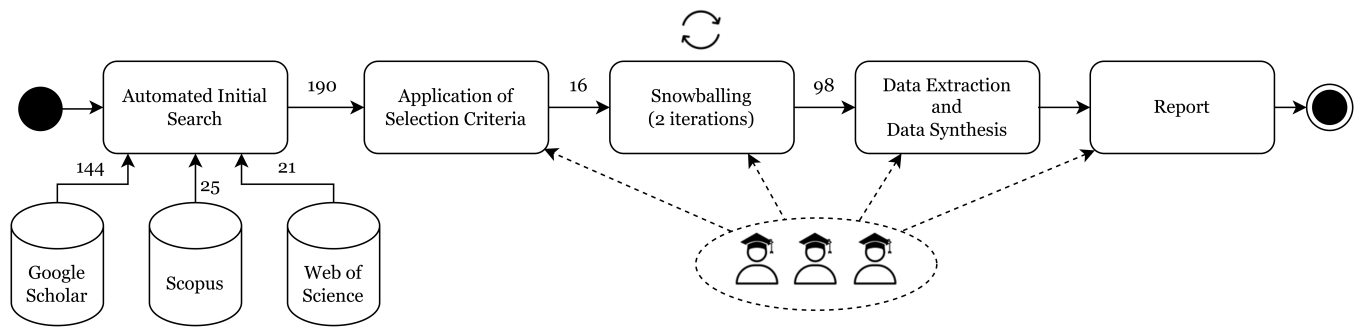 Automated Initial
Search
190
Application of
Selection Criteria
16
Snowballing
(2 iterations)
98
Data Extraction
and
Data Synthesis
Report
144
25
21
Google
Scholar
Scopus
Web of
Science